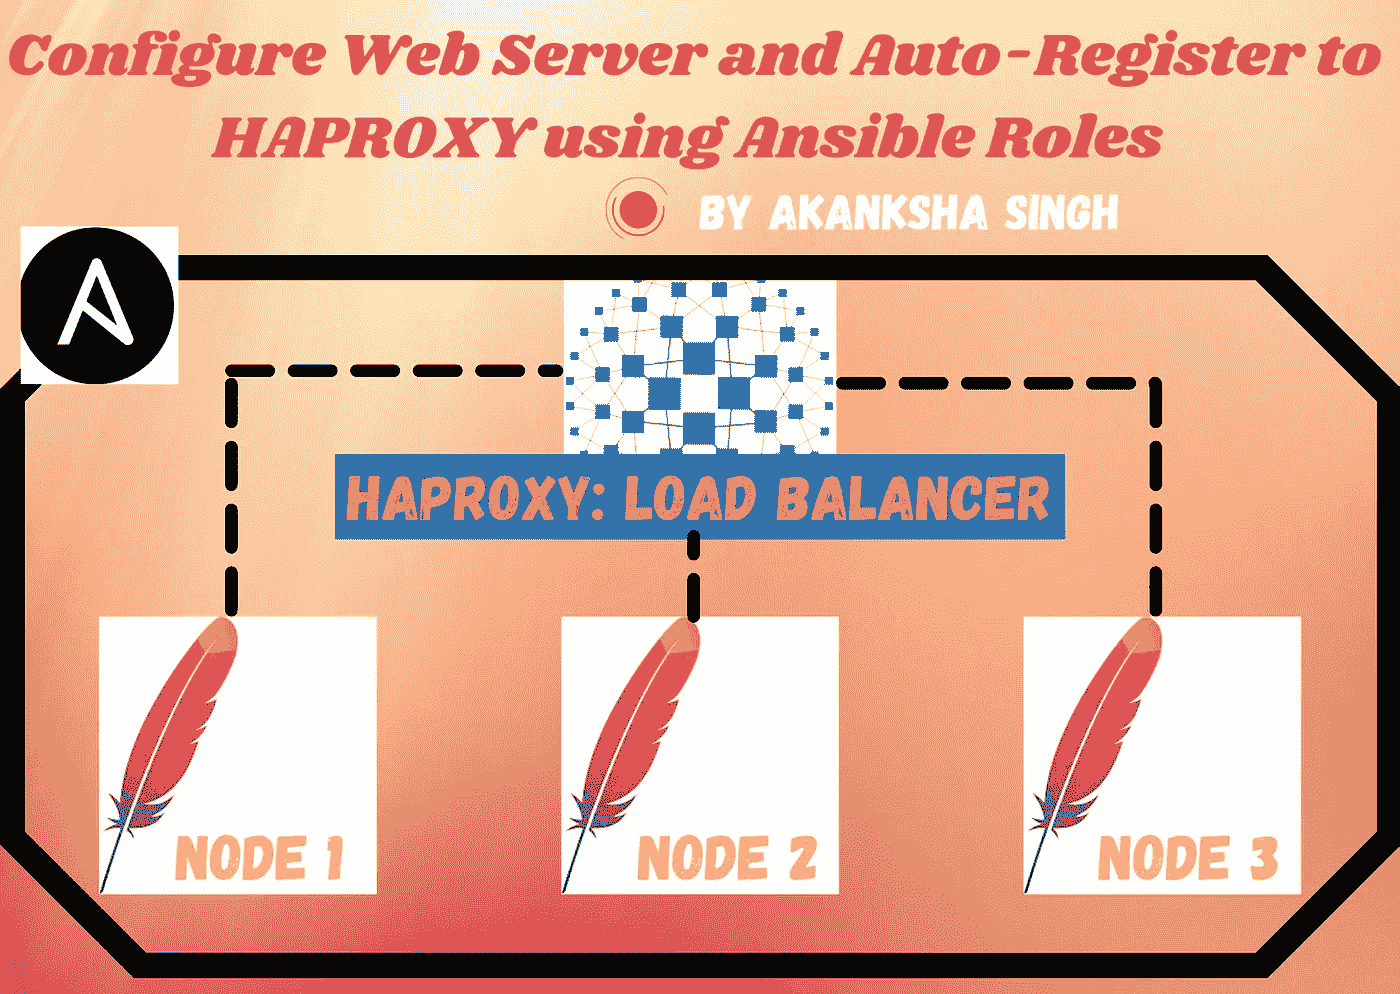 Configure Web Server and Auto-Register to
HAPROXY using Ansible Roles
BY AKANKSHA SINGH
HAPROXY: LOAD BALANCER
NODE 1
NODE 2
NODE 3